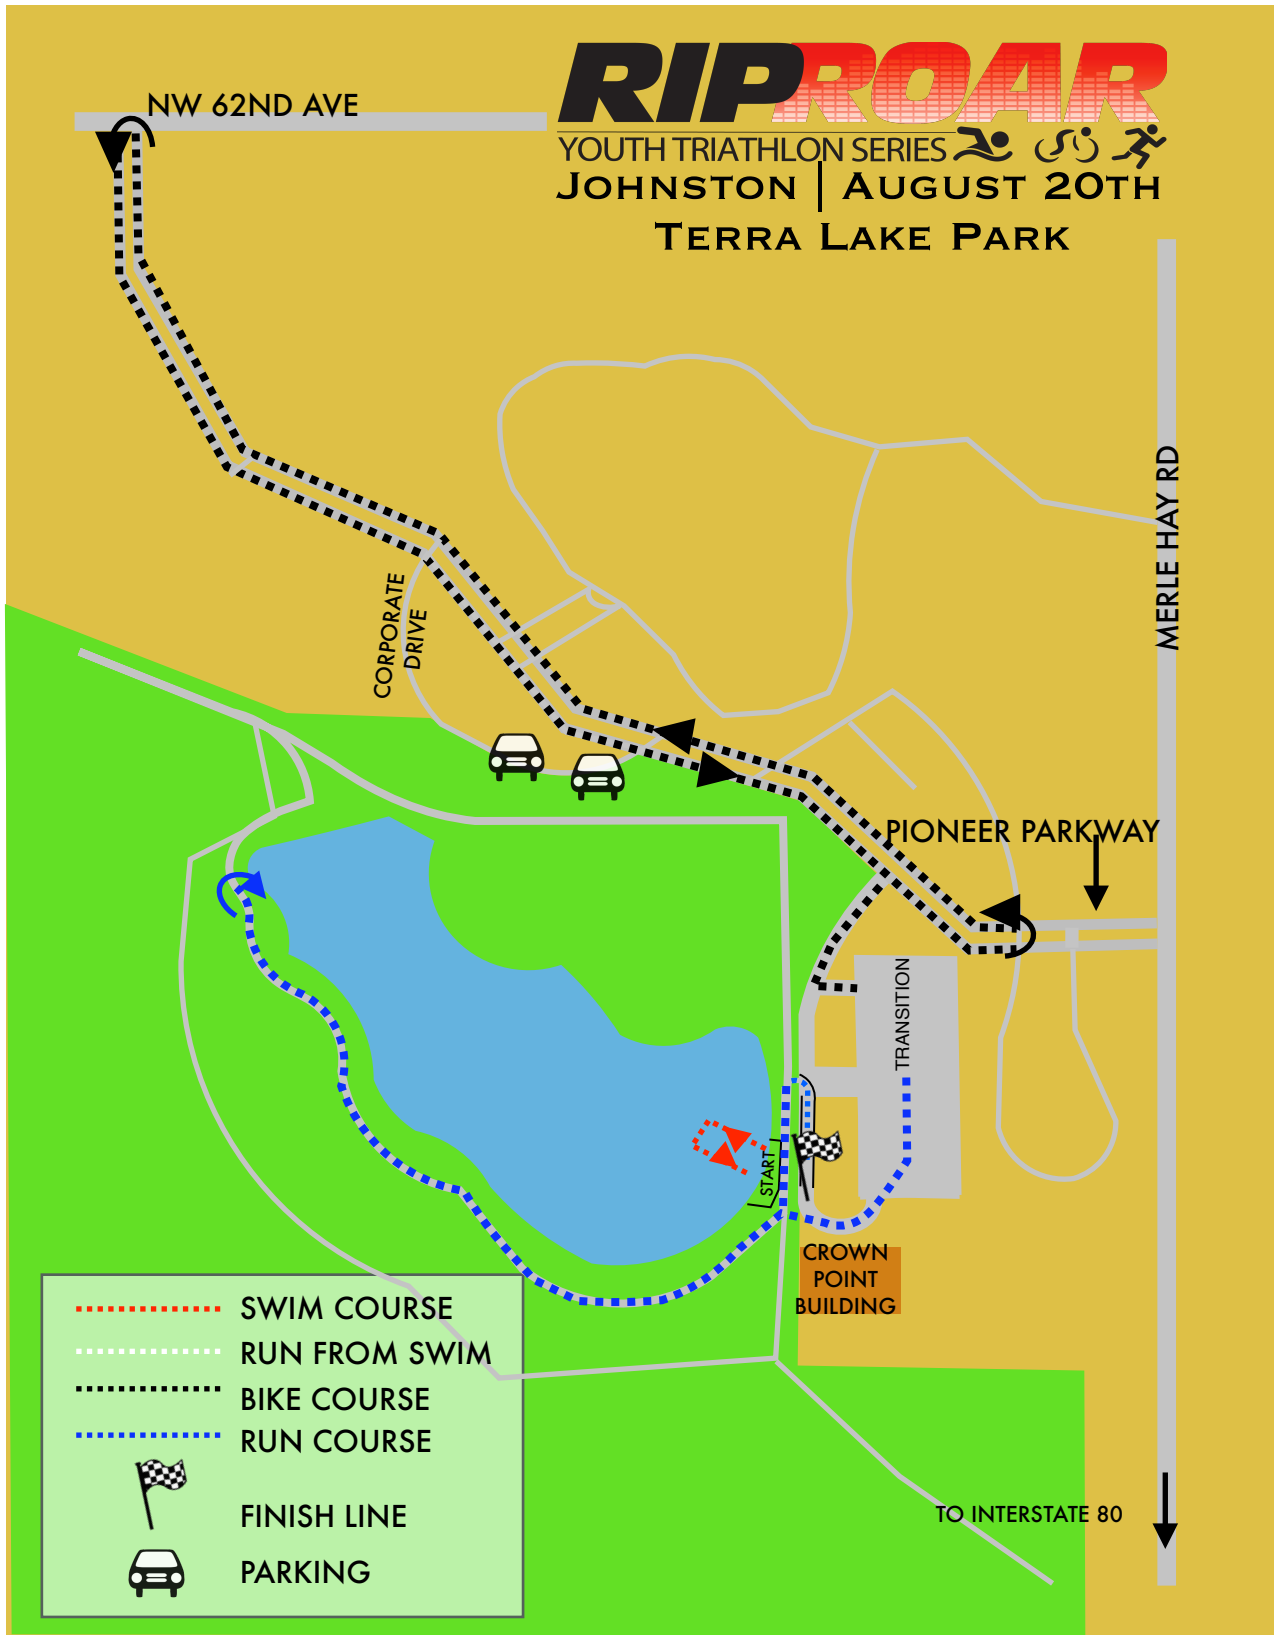 NW 62ND AVE
RIPROAR
YOUTH TRIATHLON SERIES
JOHNSTON | AUGUST 20TH
TERRA LAKE PARK
MERLE HAY RD
CORPORATE
DRIVE
PIONEER PARKWAY
TRANSITION
START
CROWN
POINT
BUILDING
SWIM COURSE
RUN FROM SWIM
BIKE COURSE
RUN COURSE
FINISH LINE
PARKING
TO INTERSTATE 80